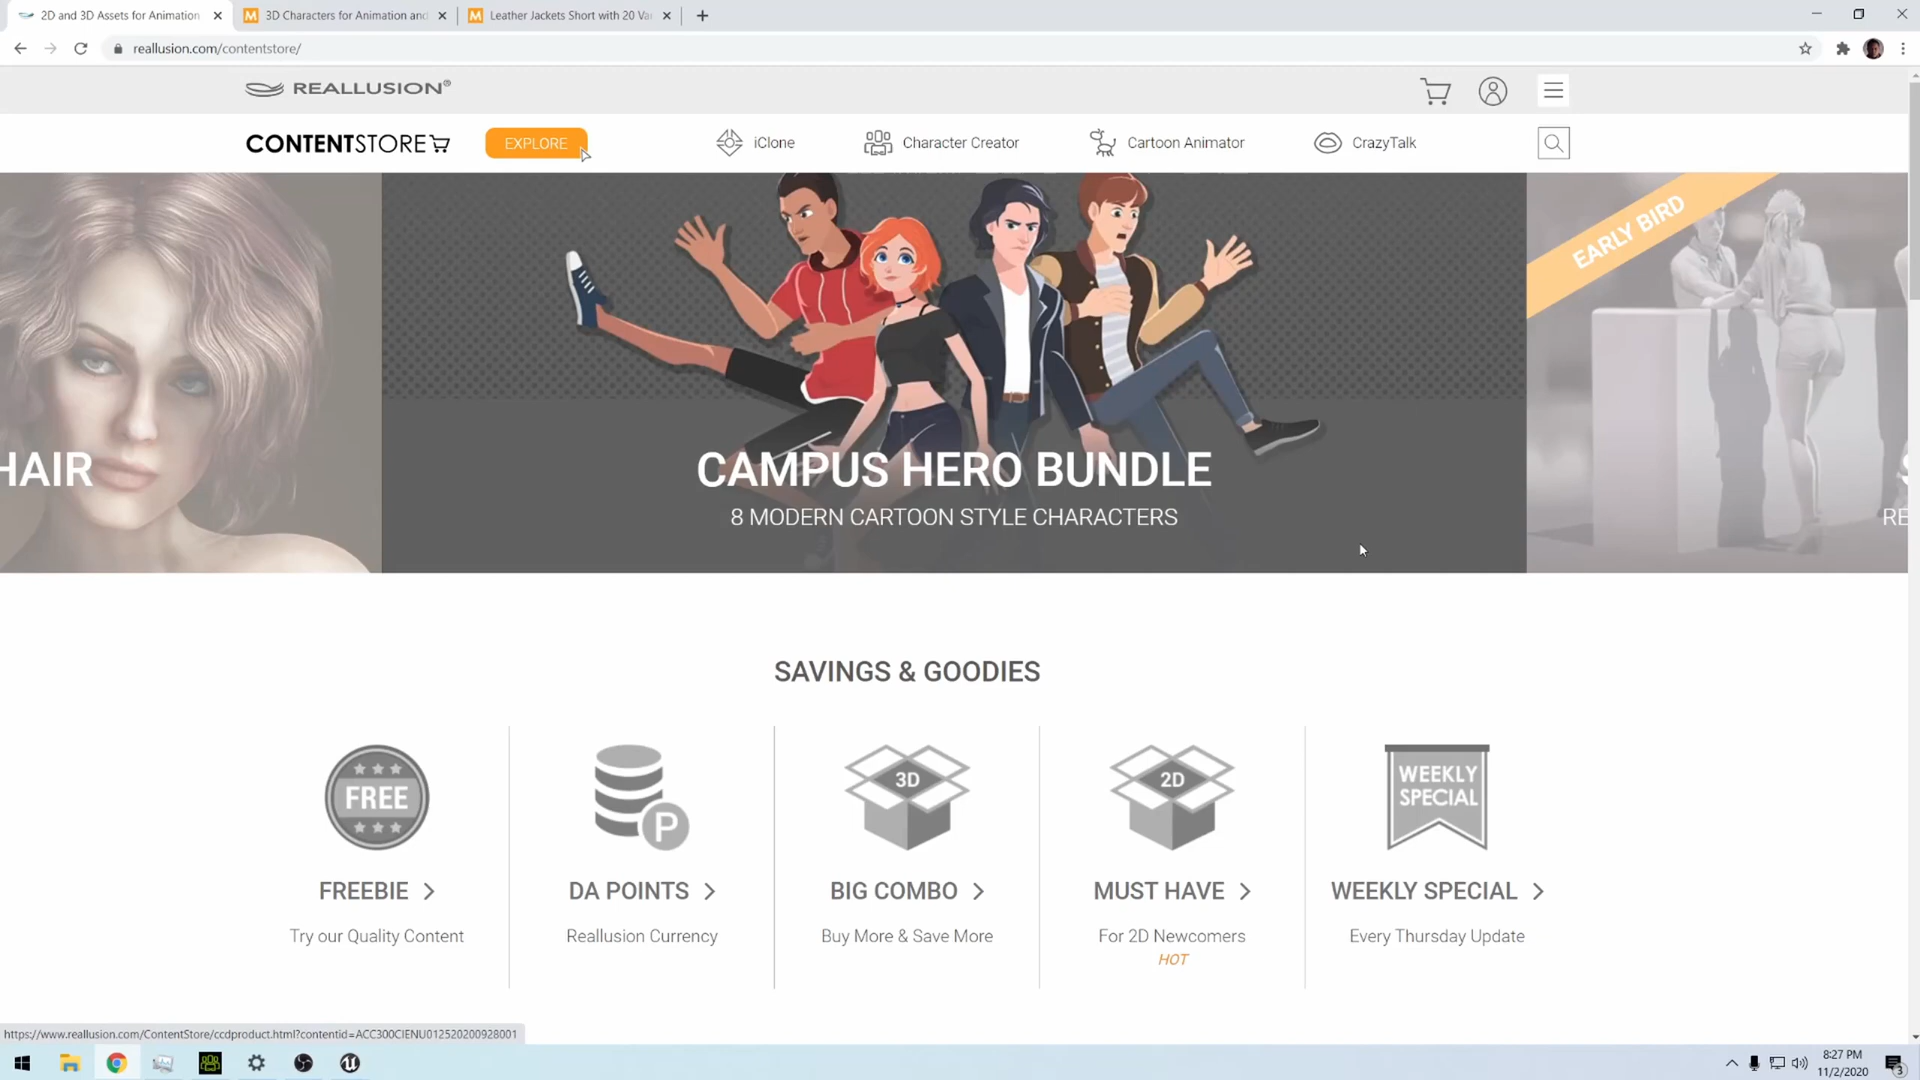 2D and 3D Assets for Animation
3D Characters for Animation and
Leather Jackets Short with 20 Va
reallusion.com/contentstore/
REALLUSION®
CONTENTSTORE
EXPLORE
iClone
Character Creator
Cartoon Animator
CrazyTalk
EARLY BIRD
HAIR
CAMPUS HERO BUNDLE
8 MODERN CARTOON STYLE CHARACTERS
RE
SAVINGS & GOODIES
FREE
P
3D
2D
WEEKLY
SPECIAL
FREEBIE
DA POINTS
BIG COMBO
MUST HAVE
WEEKLY SPECIAL
Try our Quality Content
Reallusion Currency
Buy More & Save More
For 2D Newcomers
Every Thursday Update
HOT
https://www.reallusion.com/ContentStore/ccdproduct.html?contentid=ACC300CIENU012520200928001
8:27 PM
11/2/2020
3